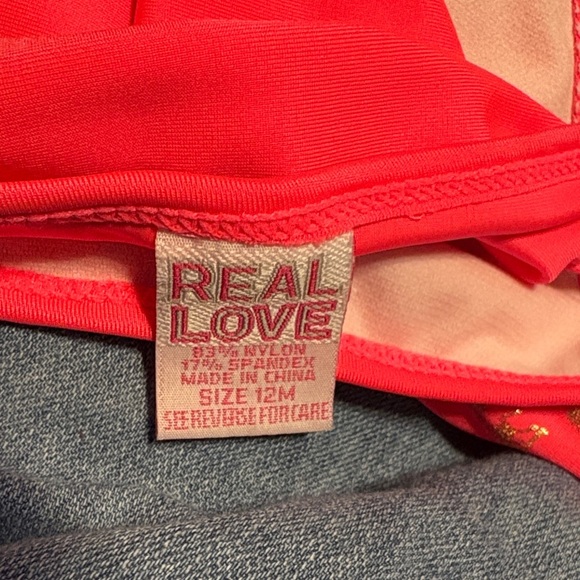 REAL
LOVE
83% NYLON
17% SPANDEX
MADE IN CHINA
SIZE 12M
SEE REVERSE FOR CARE